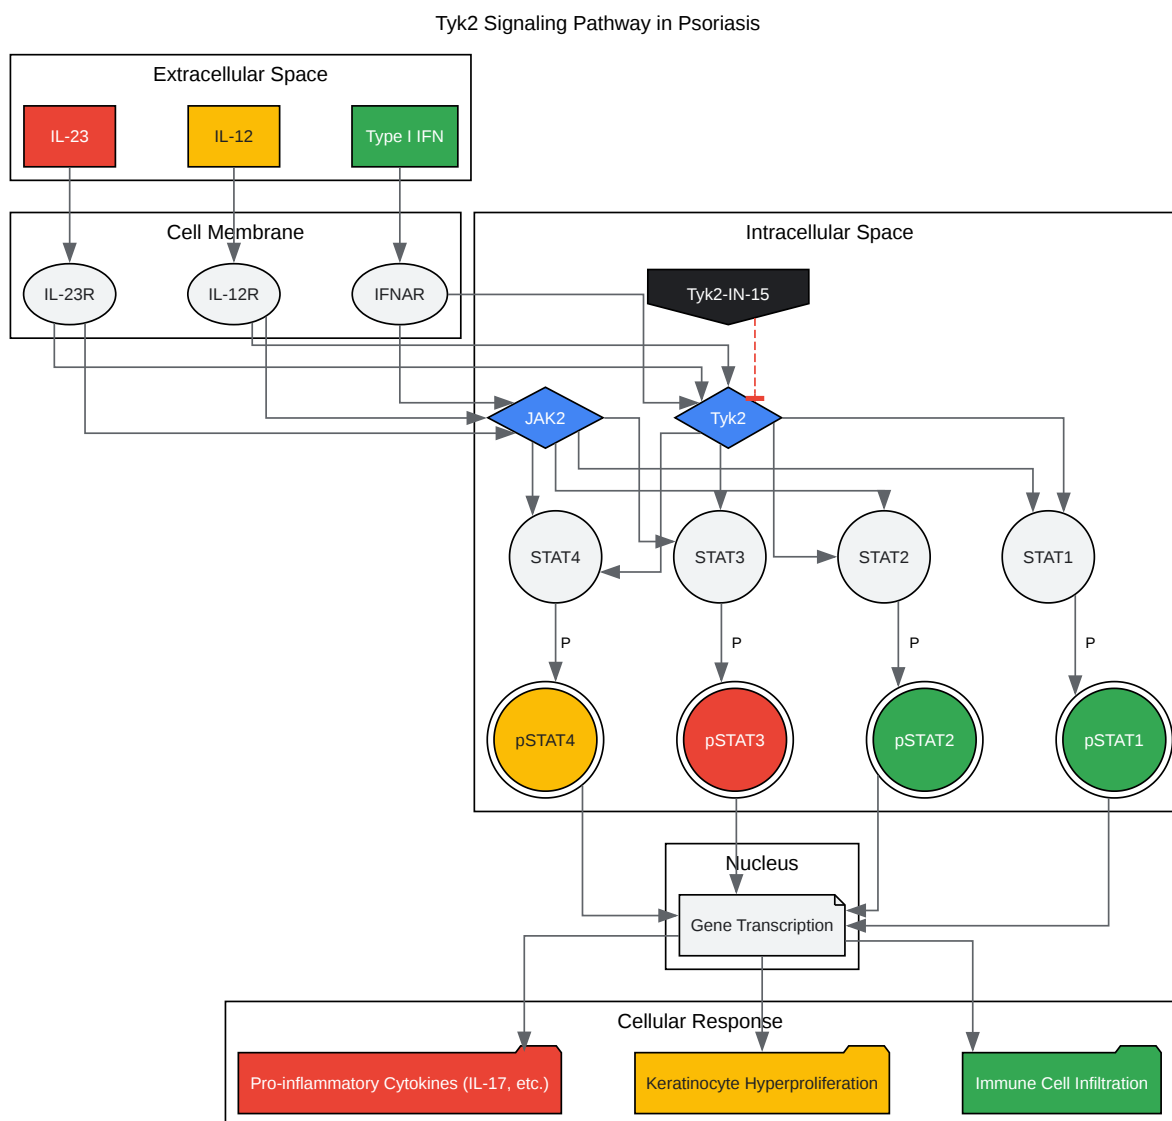 Tyk2 Signaling Pathway in Psoriasis
Extracellular Space
IL-23
IL-12
Type I IFN
Cell Membrane
IL-23R
IL-12R
IFNAR
Intracellular Space
Tyk2-IN-15
JAK2
Tyk2
STAT4
STAT3
STAT2
STAT1
P
P
P
P
pSTAT4
pSTAT3
pSTAT2
pSTAT1
Nucleus
Gene Transcription
Cellular Response
Pro-inflammatory Cytokines (IL-17, etc.)
Keratinocyte Hyperproliferation
Immune Cell Infiltration